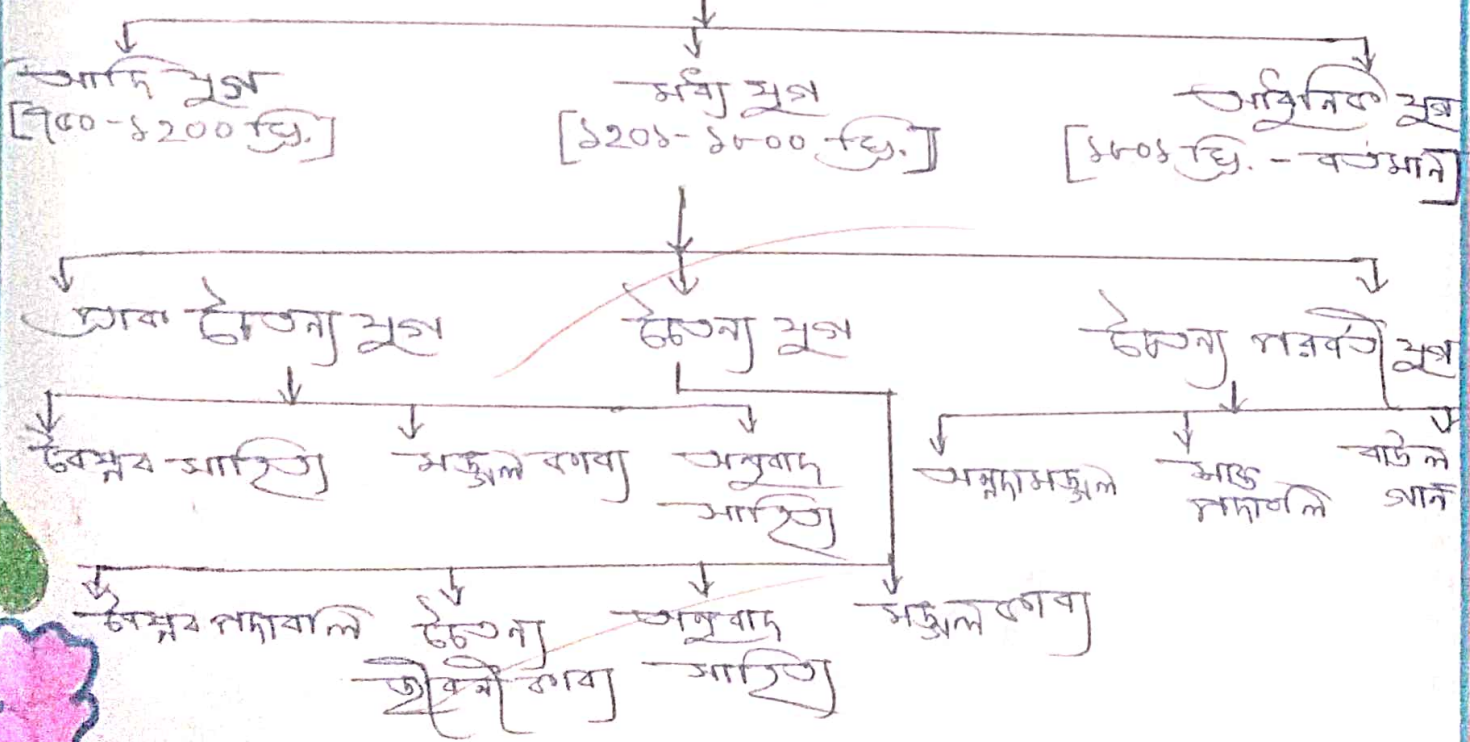 আদি যুগ
[৭৫০-১২০০ খ্রি.]
মধ্য যুগ
[১২০১-১৮০০ খ্রি.]
আধুনিক যুগ
[১৮০১ খ্রি. - বর্তমান]
প্রাক চৈতন্য যুগ
চৈতন্য যুগ
চৈতন্য পরবর্তী যুগ
বৈষ্ণব সাহিত্য
মঙ্গল কাব্য
অনুবাদ
সাহিত্য
অন্নদামঙ্গল
শাক্ত
পদাবলি
বাউল
গান
বৈষ্ণব পদাবলি
চৈতন্য
জীবনী কাব্য
অনুবাদ
সাহিত্য
মঙ্গল কাব্য